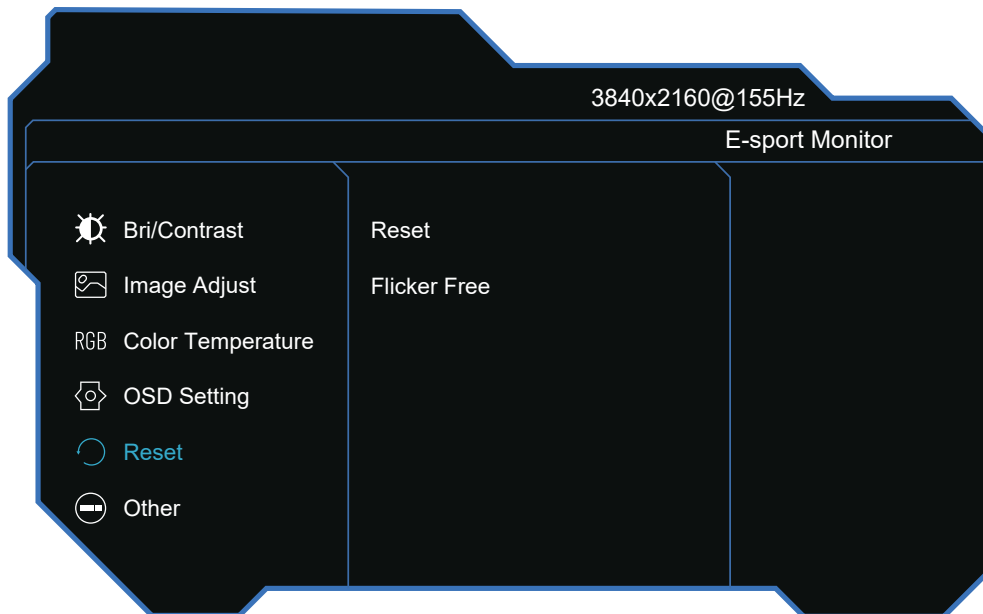 3840x2160@155Hz
E-sport Monitor
Bri/Contrast
Image Adjust
RGB Color Temperature
OSD Setting
Reset
Other
Reset
Flicker Free